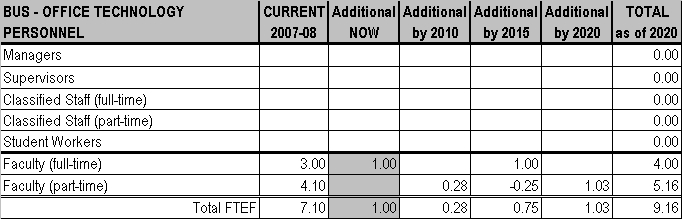 BUS - OFFICE TECHNOLOGY CURRENT Additional Additional Additional Additional TOTAL
PERSONNEL 2007-08 NOW by 2010 by 2015 by 2020 as of 2020
Managers 0.00
Supervisors 0.00
Classified Staff (full-time) 0.00
Classified Staff (part-time) 0.00
Student Workers 0.00
Faculty (full-time) 3.00 1.00 1.00 4.00
Faculty (part-time) 4.10 0.28 -0.25 1.03 5.16
Total FTEF 7.10 1.00 0.28 0.75 1.03 9.16